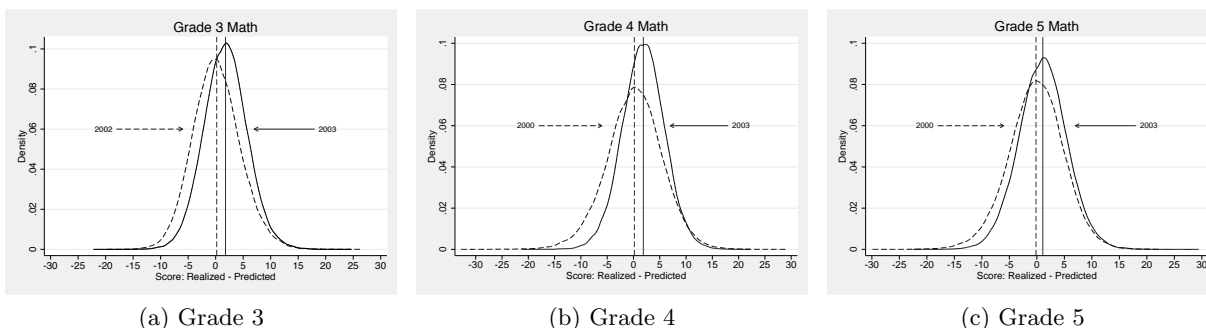 Grade 3 Math
.1
.08
.06
.04
.02
0
Density
2002
2003
-30 -25 -20 -15 -10 -5 0 5 10 15 20 25 30
Score: Realized - Predicted
(a) Grade 3
Grade 4 Math
.1
.08
.06
.04
.02
0
Density
2000
2003
-30 -25 -20 -15 -10 -5 0 5 10 15 20 25 30
Score: Realized - Predicted
(b) Grade 4
Grade 5 Math
.1
.08
.06
.04
.02
0
Density
2000
2003
-30 -25 -20 -15 -10 -5 0 5 10 15 20 25 30
Score: Realized - Predicted
(c) Grade 5